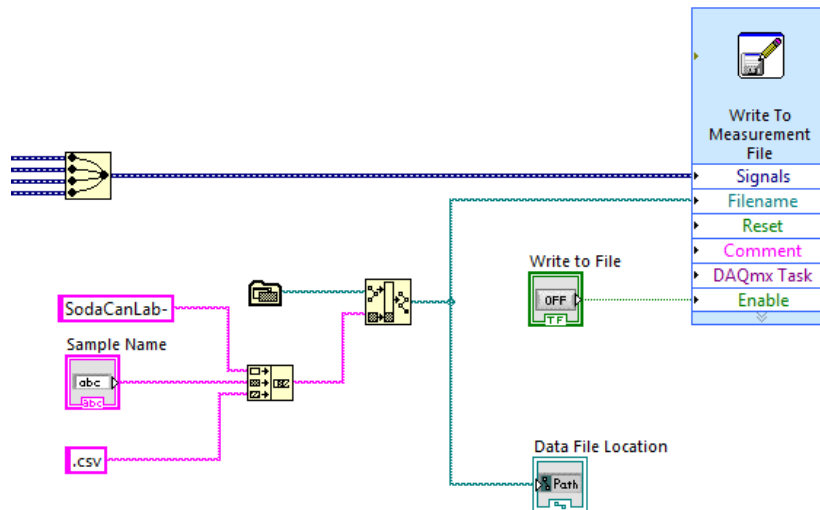 Write To
Measurement
File
Signals
Filename
Reset
Comment
DAQmx Task
Enable
Write to File
OFF
TF
SodaCanLab-
Sample Name
abc
abc
.csv
Data File Location
Path